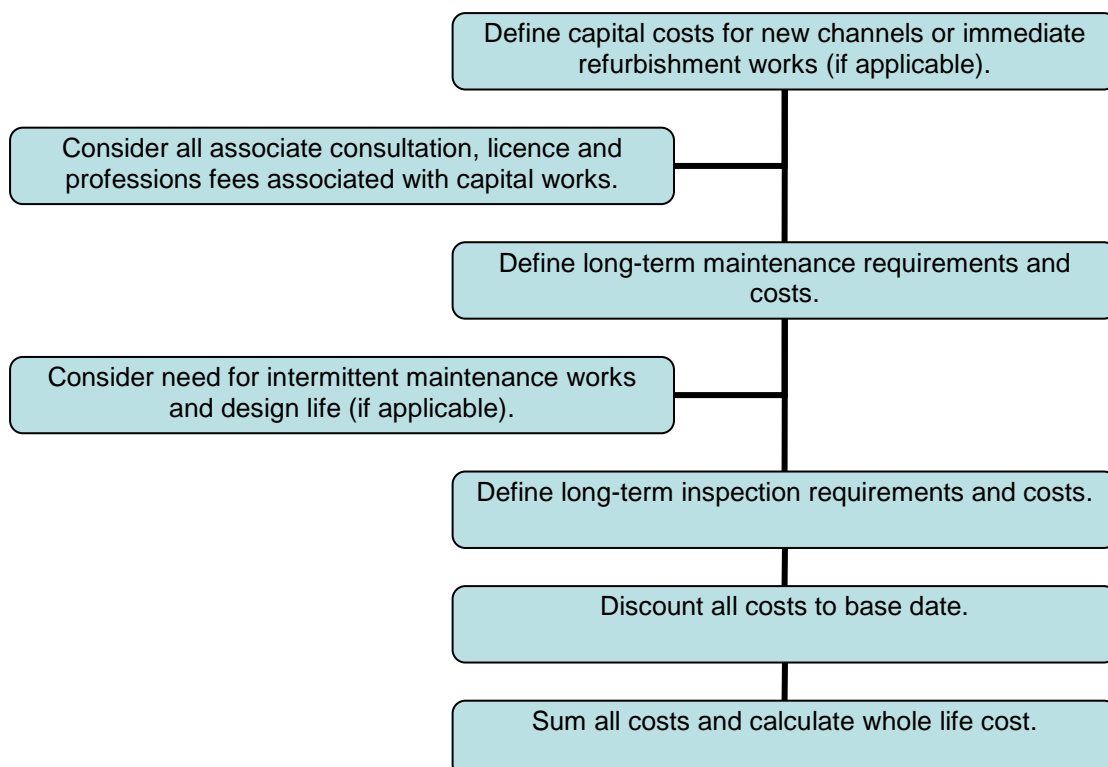 Define capital costs for new channels or immediate
refurbishment works (if applicable).
Consider all associate consultation, licence and
professions fees associated with capital works.
Define long-term maintenance requirements and
costs.
Consider need for intermittent maintenance works
and design life (if applicable).
Define long-term inspection requirements and costs.
Discount all costs to base date.
Sum all costs and calculate whole life cost.